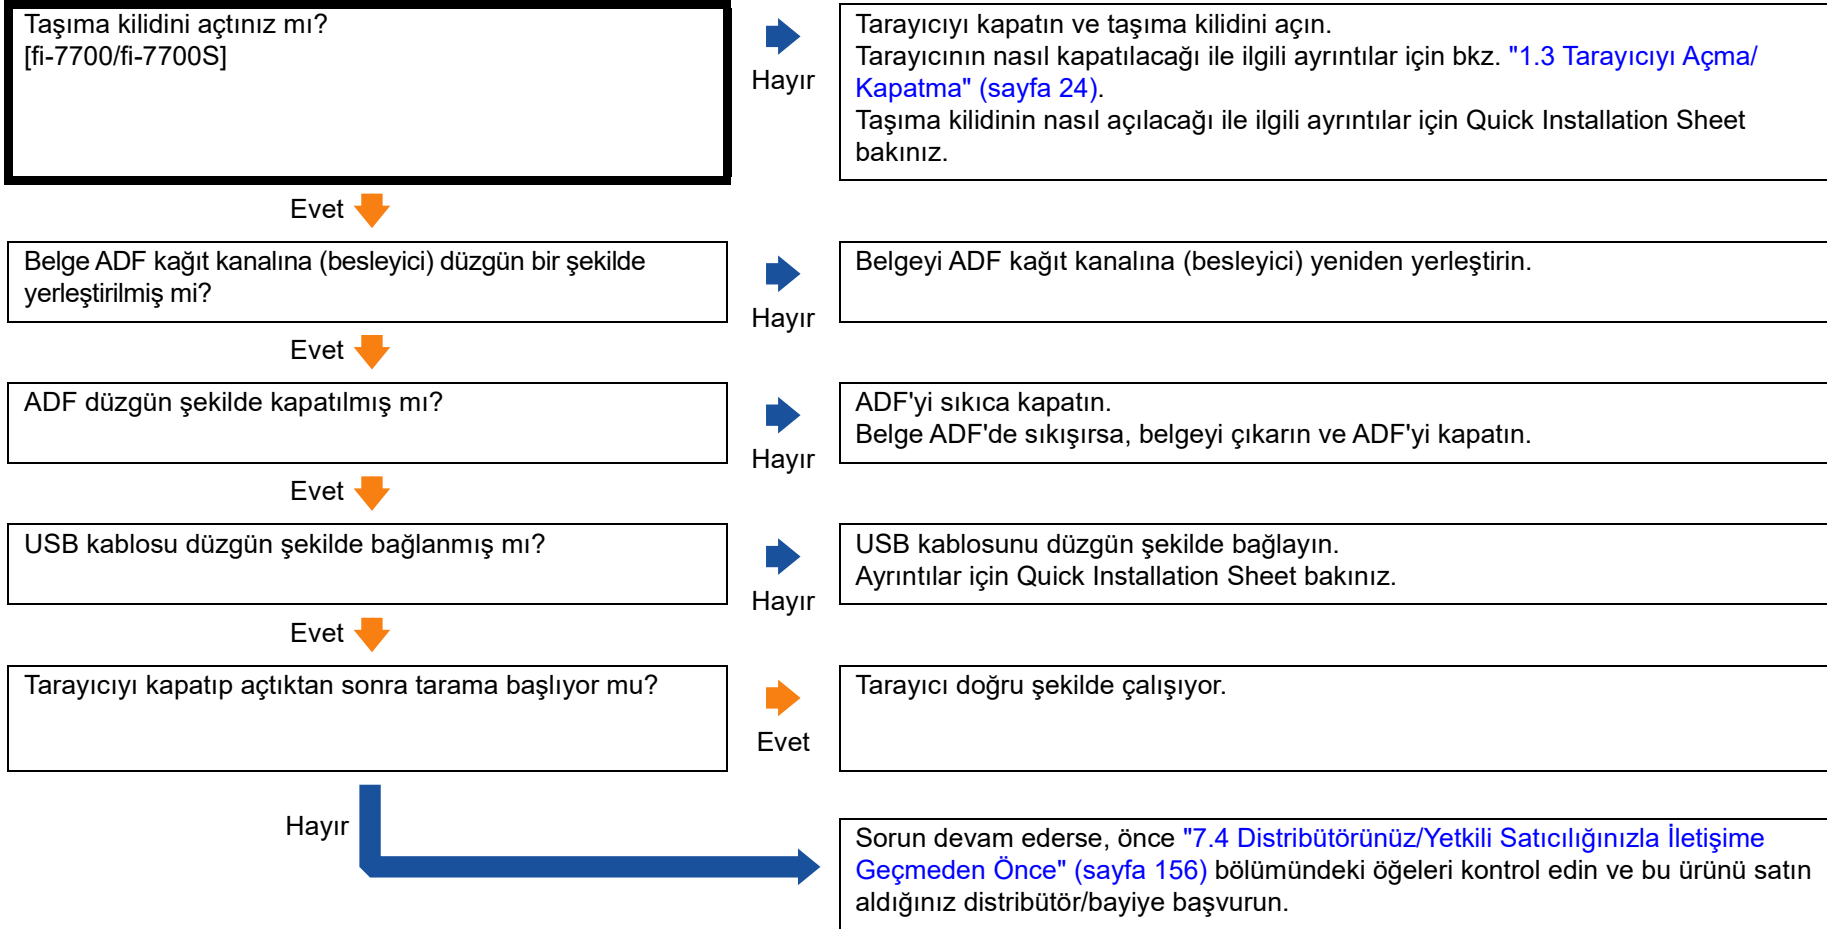 Taşıma kilidini açtınız mı?
[fi-7700/fi-7700S]
Hayır
Tarayıcıyı kapatın ve taşıma kilidini açın.
Tarayıcının nasıl kapatılacağı ile ilgili ayrıntılar için bkz. "1.3 Tarayıcıyı Açma/
Kapatma" (sayfa 24).
Taşıma kilidinin nasıl açılacağı ile ilgili ayrıntılar için Quick Installation Sheet
bakınız.
Evet
Belge ADF kağıt kanalına (besleyici) düzgün bir şekilde
yerleştirilmiş mi?
Hayır
Belgeyi ADF kağıt kanalına (besleyici) yeniden yerleştirin.
Evet
ADF düzgün şekilde kapatılmış mı?
Hayır
ADF'yi sıkıca kapatın.
Belge ADF'de sıkışırsa, belgeyi çıkarın ve ADF'yi kapatın.
Evet
USB kablosu düzgün şekilde bağlanmış mı?
Hayır
USB kablosunu düzgün şekilde bağlayın.
Ayrıntılar için Quick Installation Sheet bakınız.
Evet
Tarayıcıyı kapatıp açtıktan sonra tarama başlıyor mu?
Evet
Tarayıcı doğru şekilde çalışıyor.
Hayır
Sorun devam ederse, önce "7.4 Distribütörünüz/Yetkili Satıcılığınızla İletişime
Geçmeden Önce" (sayfa 156) bölümündeki öğeleri kontrol edin ve bu ürünü satın
aldığınız distribütör/bayiye başvurun.